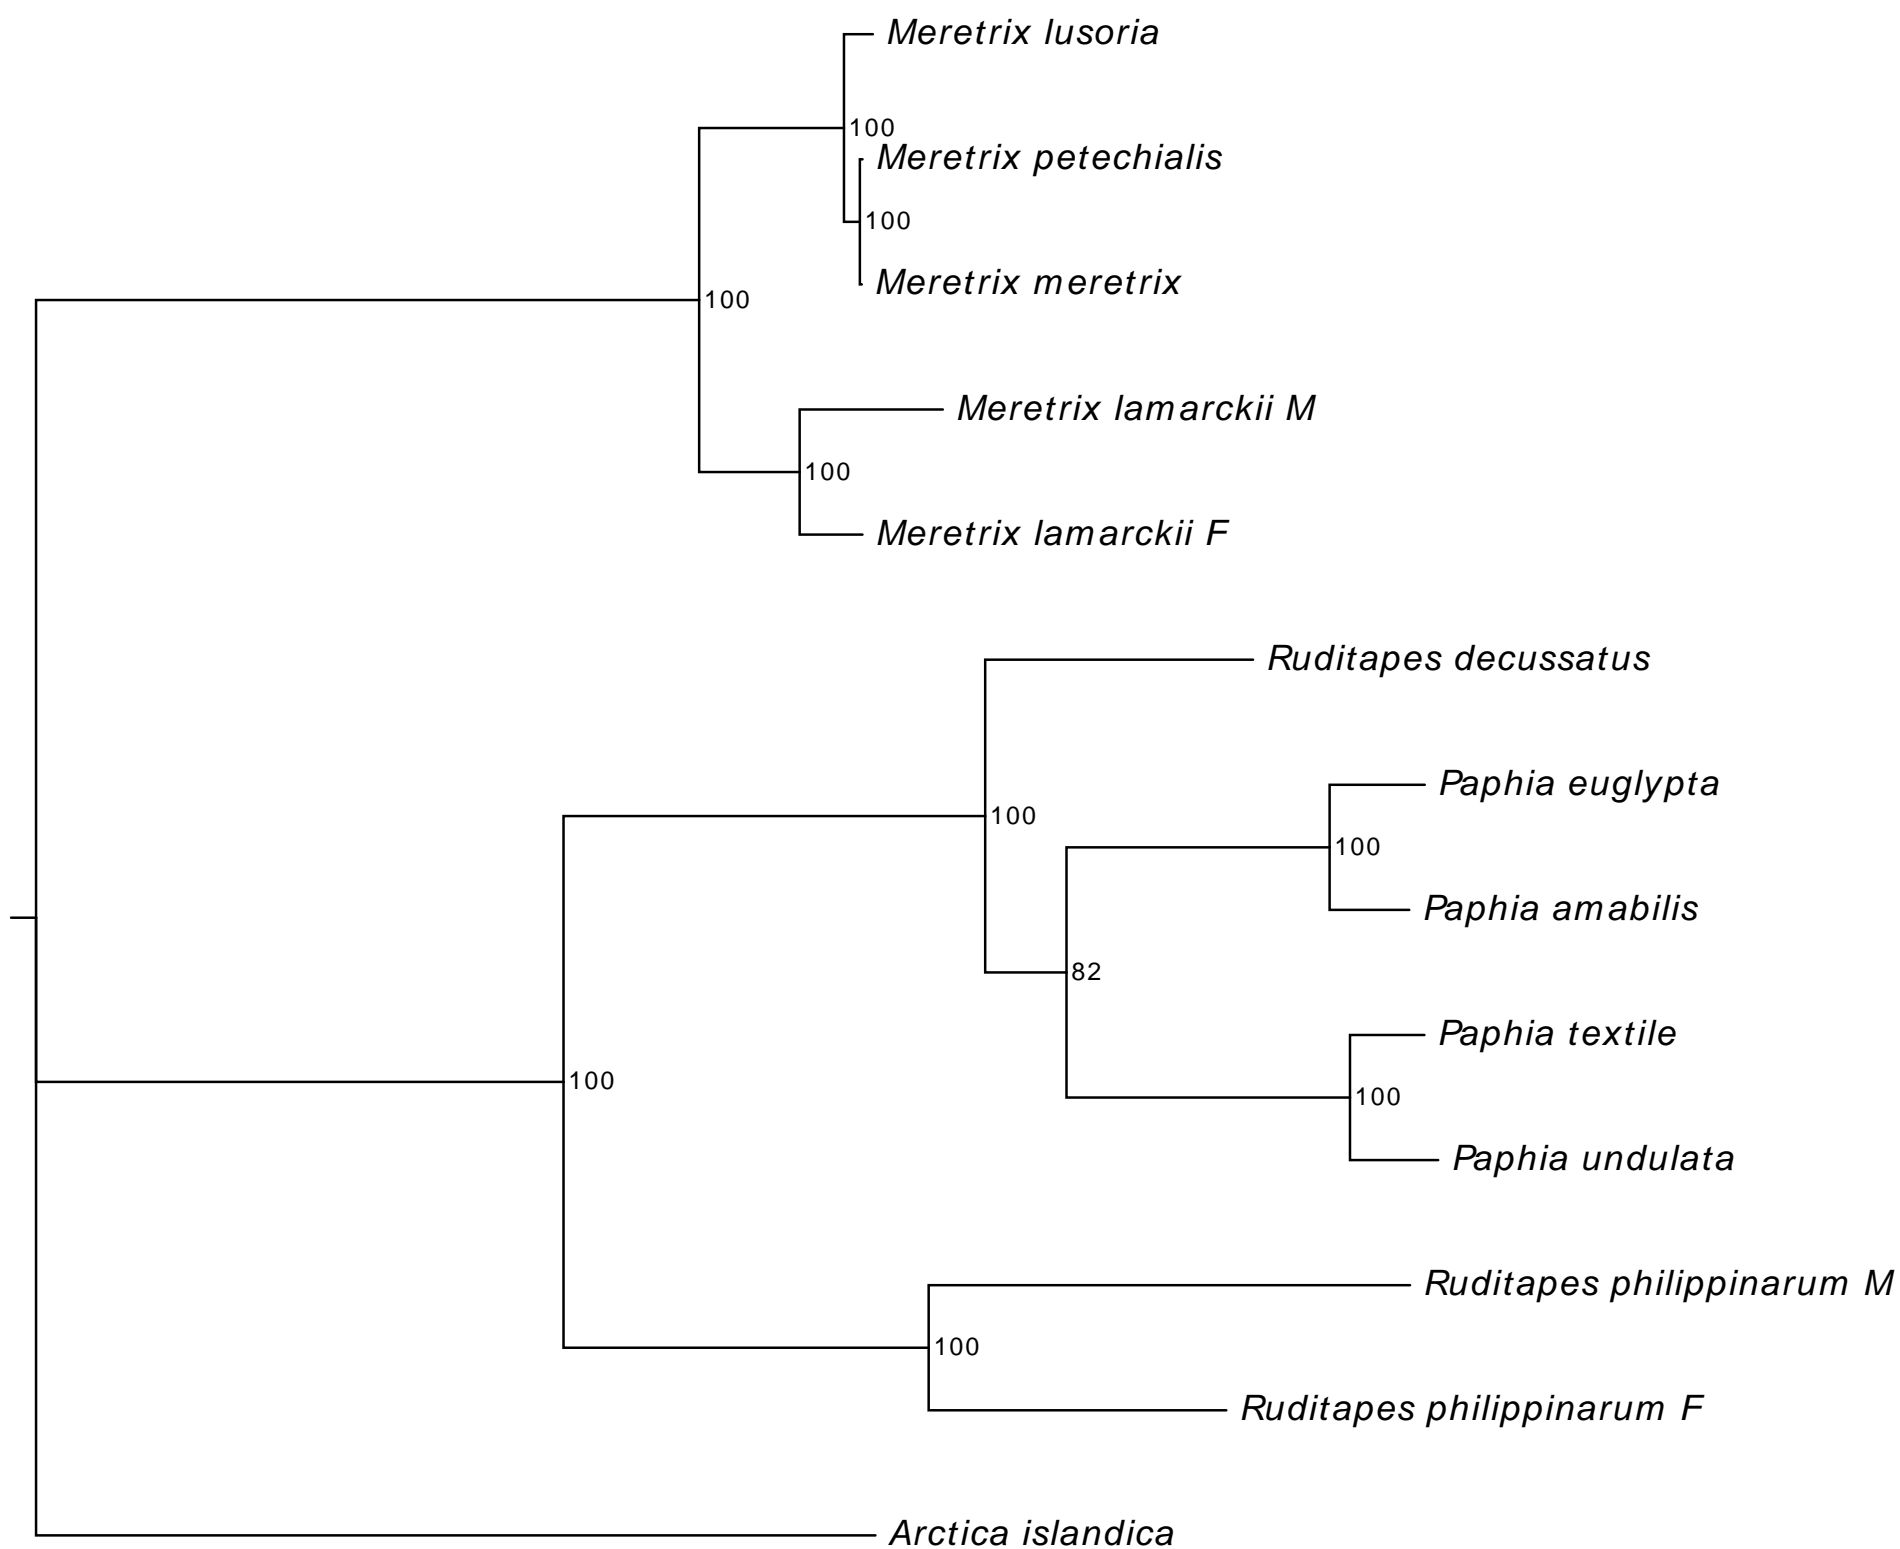 Meretrix lusoria
100
Meretrix petechialis
100
Meretrix meretrix
100
Meretrix lamarckii M
100
Meretrix lamarckii F
Ruditapes decussatus
Paphia euglypta
100
100
Paphia amabilis
82
Paphia textile
100
100
Paphia undulata
Ruditapes philippinarum M
100
Ruditapes philippinarum F
Arctica islandica